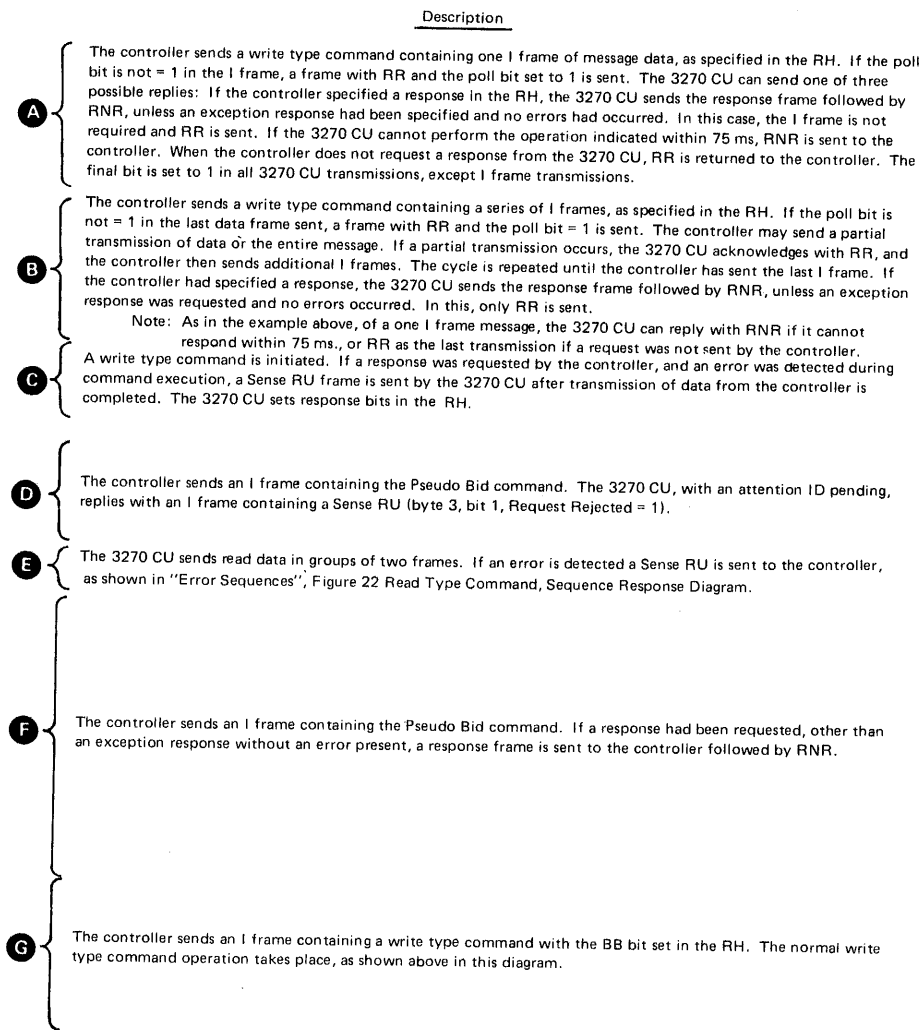 Description
The controller sends a write type command containing one I frame of message data, as specified in the RH. If the poll
bit is not = 1 in the I frame, a frame with RR and the poll bit set to 1 is sent. The 3270 CU can send one of three
possible replies: If the controller specified a response in the RH, the 3270 CU sends the response frame followed by
A
RNR, unless an exception response had been specified and no errors had occurred. In this case, the I frame is not
required and RR is sent. If the 3270 CU cannot perform the operation indicated within 75 ms, RNR is sent to the
controller. When the controller does not request a response from the 3270 CU, RR is returned to the controller. The
final bit is set to 1 in all 3270 CU transmissions, except I frame transmissions.
The controller sends a write type command containing a series of I frames, as specified in the RH. If the poll bit is
not = 1 in the last data frame sent, a frame with RR and the poll bit = 1 is sent. The controller may send a partial
transmission of data or the entire message. If a partial transmission occurs, the 3270 CU acknowledges with RR, and
B
the controller then sends additional I frames. The cycle is repeated until the controller has sent the last I frame. If
the controller had specified a response, the 3270 CU sends the response frame followed by RNR, unless an exception
response was requested and no errors occurred. In this, only RR is sent.
Note: As in the example above, of a one I frame message, the 3270 CU can reply with RNR if it cannot
respond within 75 ms., or RR as the last transmission if a request was not sent by the controller.
C
A write type command is initiated. If a response was requested by the controller, and an error was detected during
command execution, a Sense RU frame is sent by the 3270 CU after transmission of data from the controller is
completed. The 3270 CU sets response bits in the RH.
D
The controller sends an I frame containing the Pseudo Bid command. The 3270 CU, with an attention ID pending,
replies with an I frame containing a Sense RU (byte 3, bit 1, Request Rejected = 1).
E
The 3270 CU sends read data in groups of two frames. If an error is detected a Sense RU is sent to the controller,
as shown in "Error Sequences", Figure 22 Read Type Command, Sequence Response Diagram.
F
The controller sends an I frame containing the Pseudo Bid command. If a response had been requested, other than
an exception response without an error present, a response frame is sent to the controller followed by RNR.
G
The controller sends an I frame containing a write type command with the BB bit set in the RH. The normal write
type command operation takes place, as shown above in this diagram.